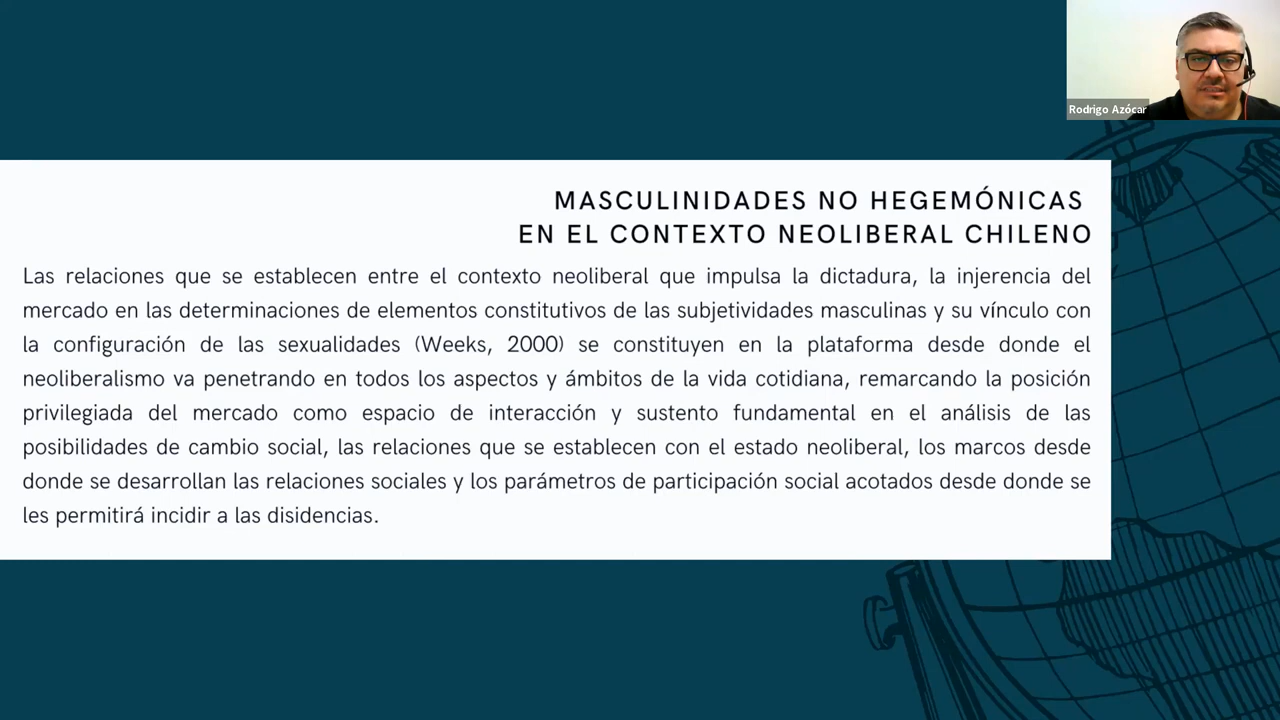 Rodrigo Azócar
MASCULINIDADES NO HEGEMÓNICAS
EN EL CONTEXTO NEOLIBERAL CHILENO
Las relaciones que se establecen entre el contexto neoliberal que impulsa la dictadura, la injerencia del
mercado en las determinaciones de elementos constitutivos de las subjetividades masculinas y su vínculo con
la configuración de las sexualidades (Weeks, 2000) se constituyen en la plataforma desde donde el
neoliberalismo va penetrando en todos los aspectos y ámbitos de la vida cotidiana, remarcando la posición
privilegiada del mercado como espacio de interacción y sustento fundamental en el análisis de las
posibilidades de cambio social, las relaciones que se establecen con el estado neoliberal, los marcos desde
donde se desarrollan las relaciones sociales y los parámetros de participación social acotados desde donde se
les permitirá incidir a las disidencias.